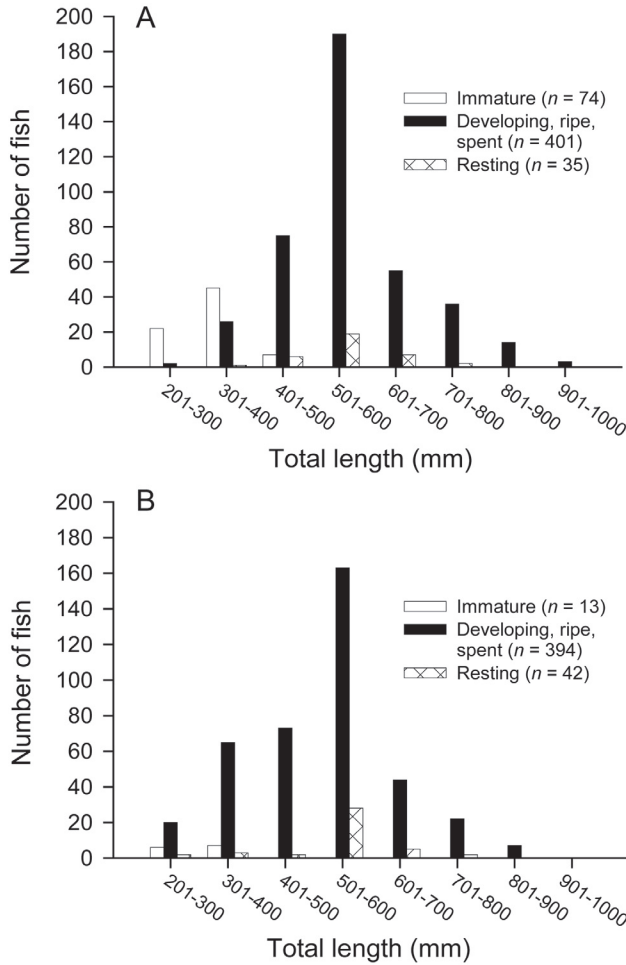 A
200
180
160
140
120
100
80
60
40
20
0
Number of fish
Immature (n = 74)
Developing, ripe,
spent (n = 401)
Resting (n = 35)
201-300
301-400
401-500
501-600
601-700
701-800
801-900
901-1000
Total length (mm)
B
200
180
160
140
120
100
80
60
40
20
0
Number of fish
Immature (n = 13)
Developing, ripe,
spent (n = 394)
Resting (n = 42)
201-300
301-400
401-500
501-600
601-700
701-800
801-900
901-1000
Total length (mm)